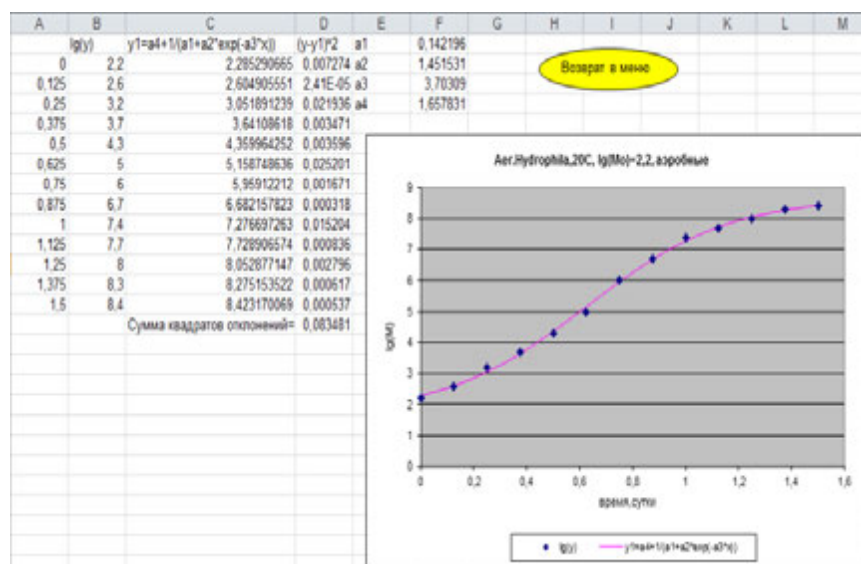 A B C D E F G H I J K L M
lg(y) y1=a4+1/(a1+a2*exp(-a3*x)) (y-y1)^2 a1 0,142196
0 2,2 2,285290665 0,007274 a2 1,451531
0,125 2,6 2,604905551 2,41E-05 a3 3,70309
0,25 3,2 3,051891239 0,021936 a4 1,657831
0,375 3,7 3,64108618 0,003471
0,5 4,3 4,359964252 0,003596
0,625 5 5,158748636 0,025201
0,75 6 5,95912212 0,001671
0,875 6,7 6,682157823 0,000318
1 7,4 7,276697263 0,015204
1,125 7,7 7,728906574 0,000836
1,25 8 8,052877147 0,002796
1,375 8,3 8,275153522 0,000617
1,5 8,4 8,423170069 0,000537
Сумма квадратов отклонений= 0,083481
Возврат в меню
Aer.Hydrophila,20C, lg(Mo)=2,2, аэробные
lg(Mt)
9
8
7
6
5
4
3
2
1
0
0 0,2 0,4 0,6 0,8 1 1,2 1,4 1,6
время,сутки
lg(y) y1=a4+1/(a1+a2*exp(-a3*x))